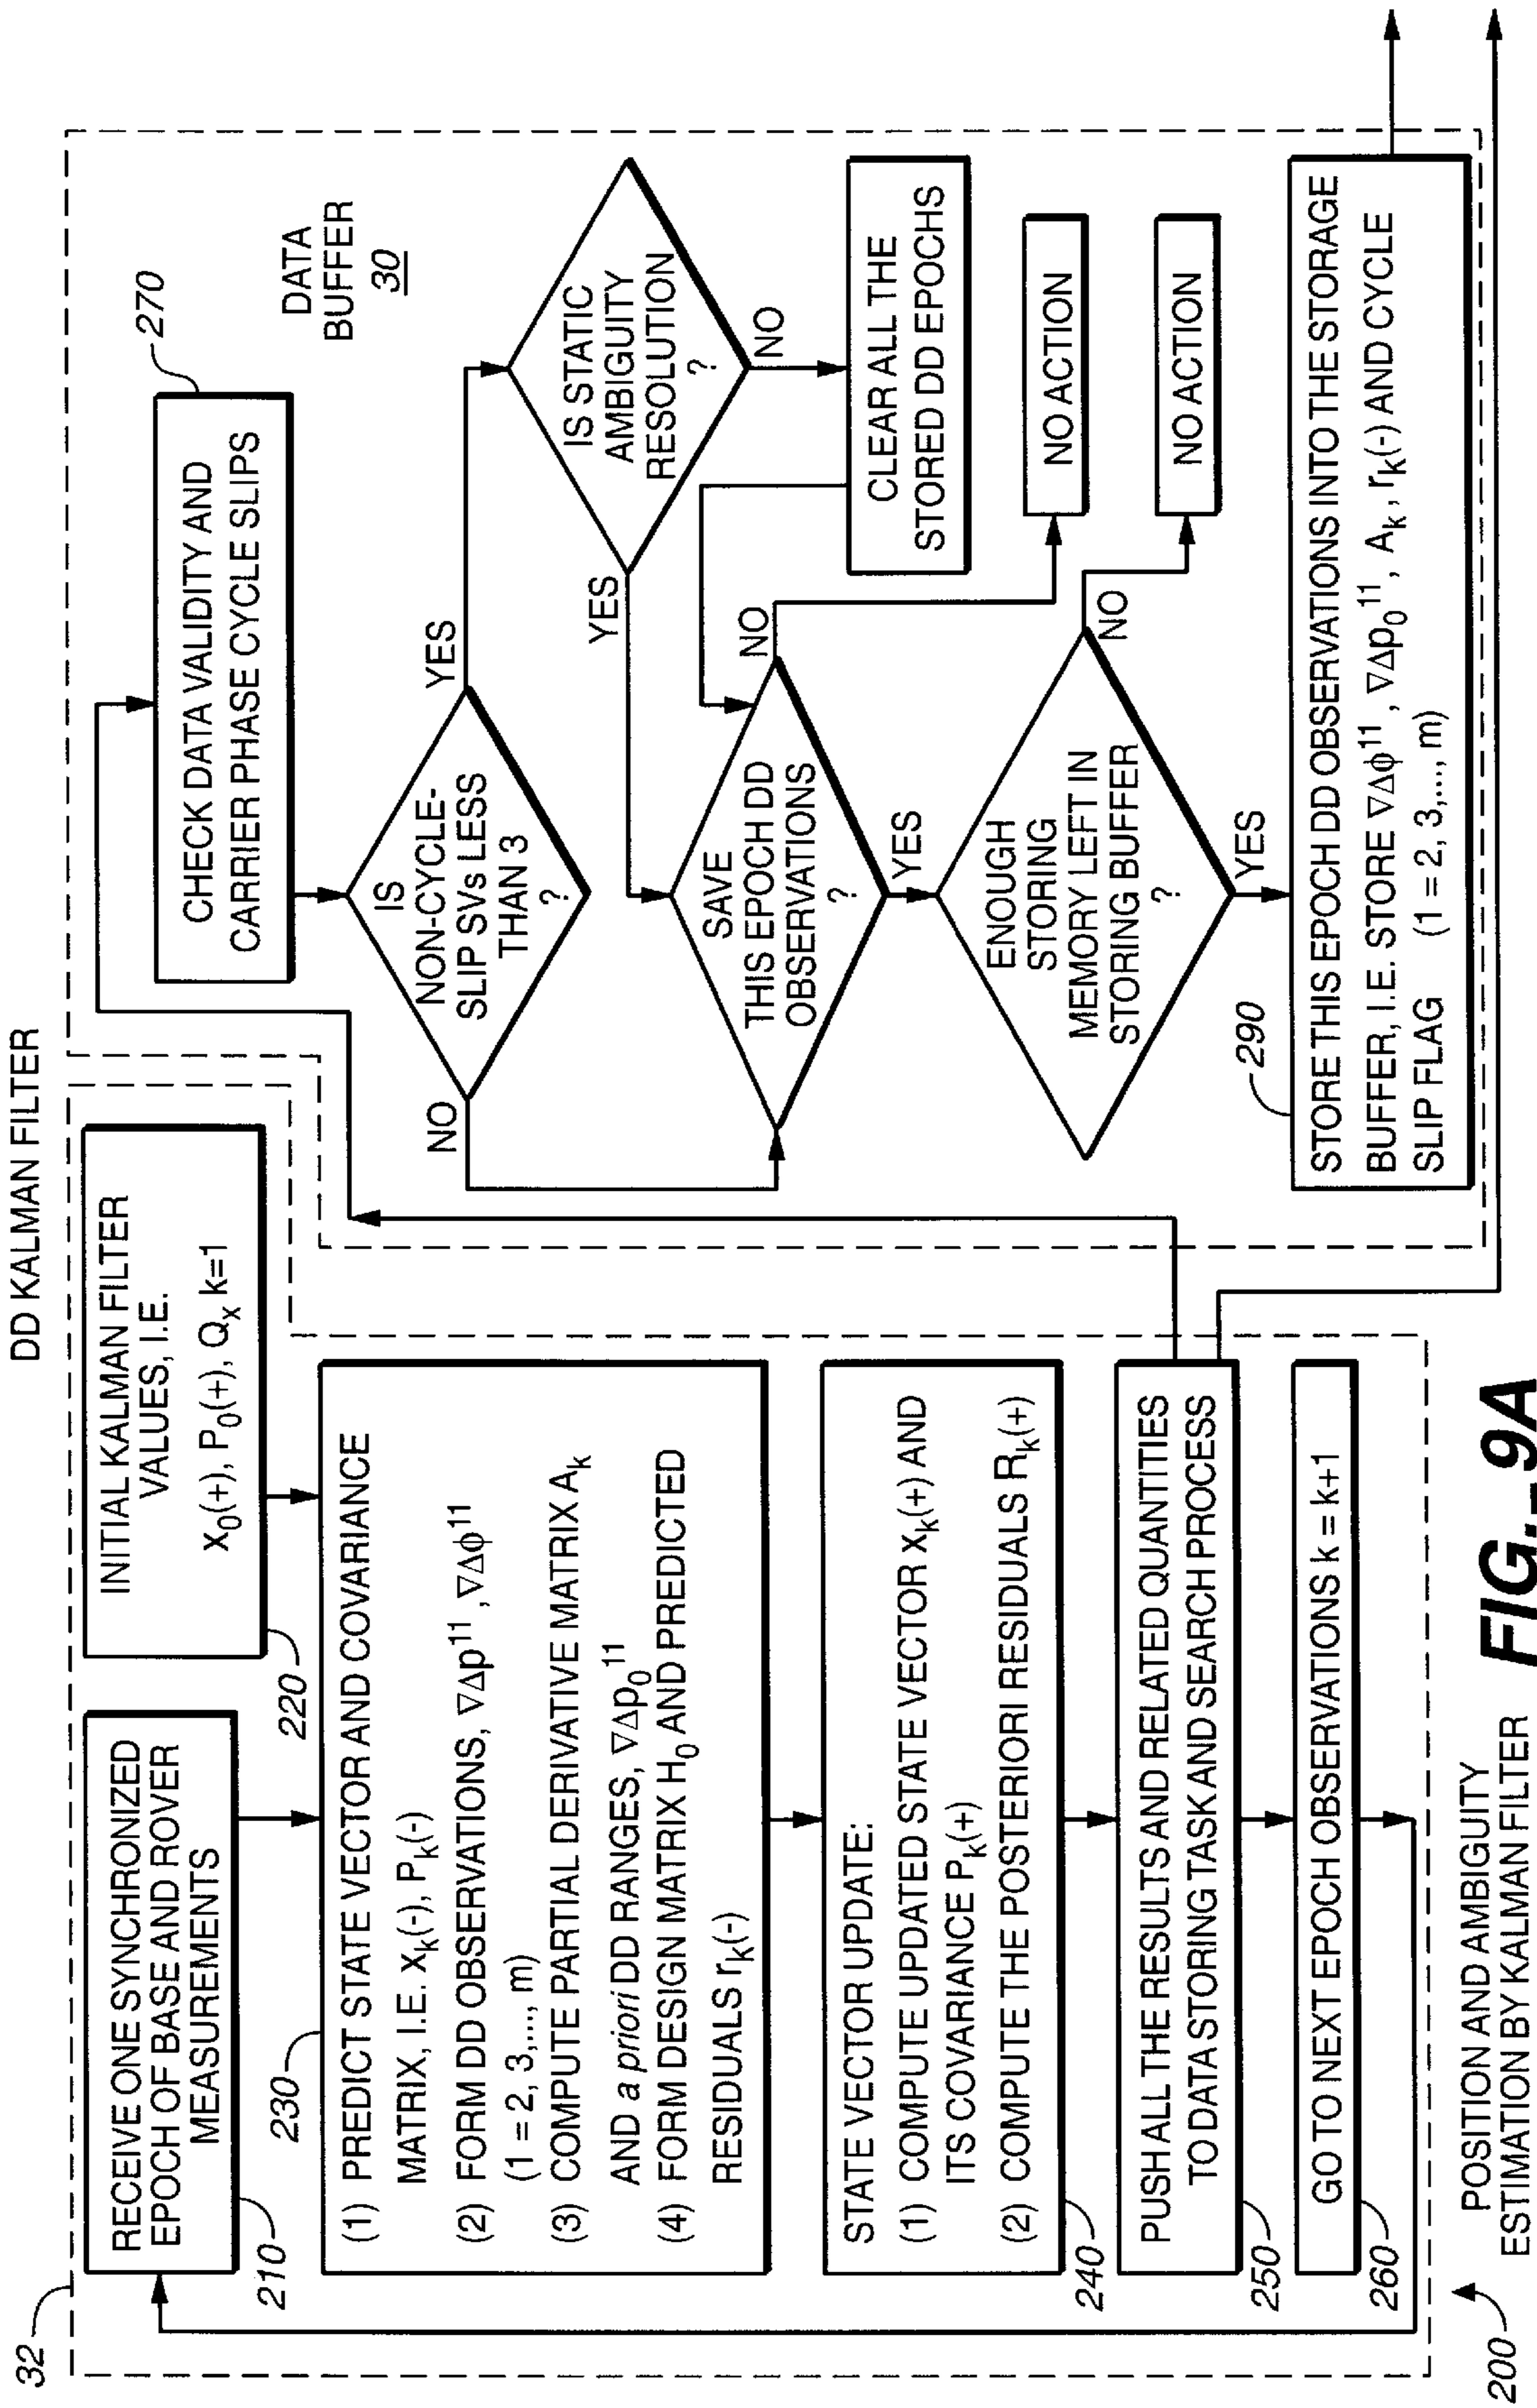 DD KALMAN FILTER
32
RECEIVE ONE SYNCHRONIZED
EPOCH OF BASE AND ROVER
MEASUREMENTS
210
INITIAL KALMAN FILTER
VALUES, I.E.
x₀(+), P₀(+), Qₓ k=1
220
230
(1) PREDICT STATE VECTOR AND COVARIANCE
MATRIX, I.E. xₖ(-), Pₖ(-)
(2) FORM DD OBSERVATIONS, ∇Δp¹¹ ,∇Δϕ¹¹
(1 = 2, 3,..., m)
(3) COMPUTE PARTIAL DERIVATIVE MATRIX Aₖ
AND a priori DD RANGES, ∇Δp₀¹¹
(4) FORM DESIGN MATRIX H₀ AND PREDICTED
RESIDUALS rₖ(-)
STATE VECTOR UPDATE:
(1) COMPUTE UPDATED STATE VECTOR xₖ(+) AND
ITS COVARIANCE Pₖ(+)
(2) COMPUTE THE POSTERIORI RESIDUALS Rₖ(+)
240
PUSH ALL THE RESULTS AND RELATED QUANTITIES
TO DATA STORING TASK AND SEARCH PROCESS
250
GO TO NEXT EPOCH OBSERVATIONS k = k+1
260
POSITION AND AMBIGUITY
ESTIMATION BY KALMAN FILTER
200
270
CHECK DATA VALIDITY AND
CARRIER PHASE CYCLE SLIPS
DATA
BUFFER
30
IS
NON-CYCLE-
SLIP SVs LESS
THAN 3
?
YES
NO
IS STATIC
AMBIGUITY
RESOLUTION
?
YES
NO
CLEAR ALL THE
STORED DD EPOCHS
SAVE
THIS EPOCH DD
OBSERVATIONS
?
NO
YES
NO ACTION
ENOUGH
STORING
MEMORY LEFT IN
STORING BUFFER
?
NO
YES
NO ACTION
290
STORE THIS EPOCH DD OBSERVATIONS INTO THE STORAGE
BUFFER, I.E. STORE ∇Δϕ¹¹ , ∇Δp₀¹¹ , Aₖ , rₖ(-) AND CYCLE
SLIP FLAG (1 = 2, 3,..., m)
FIG._9A